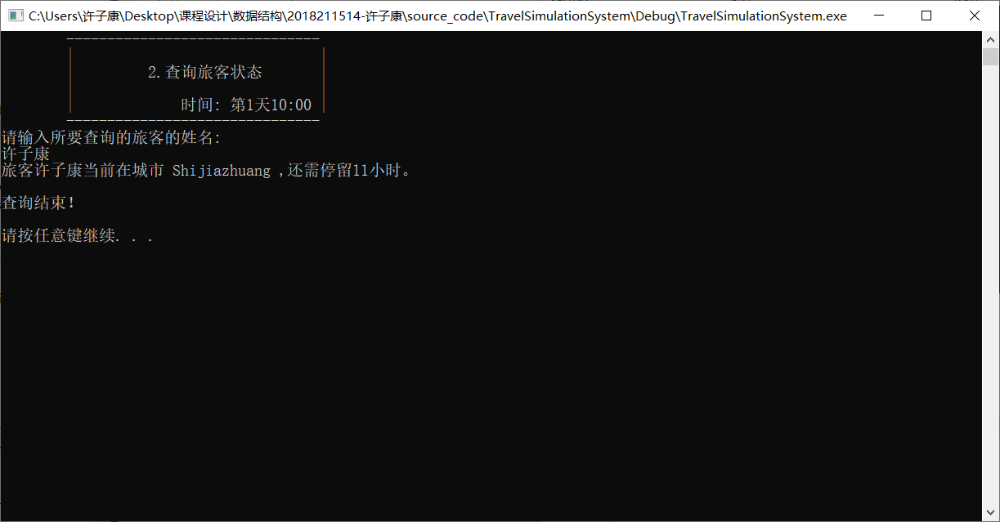 C:\Users\许子康\Desktop\课程设计\数据结构\2018211514-许子康\source_code\TravelSimulationSystem\Debug\TravelSimulationSystem.exe
-------------------------------
2.查询旅客状态
时间: 第1天10:00
-------------------------------
请输入所要查询的旅客的姓名:
许子康
旅客许子康当前在城市 Shijiazhuang ,还需停留11小时。
查询结束!
请按任意键继续. . .